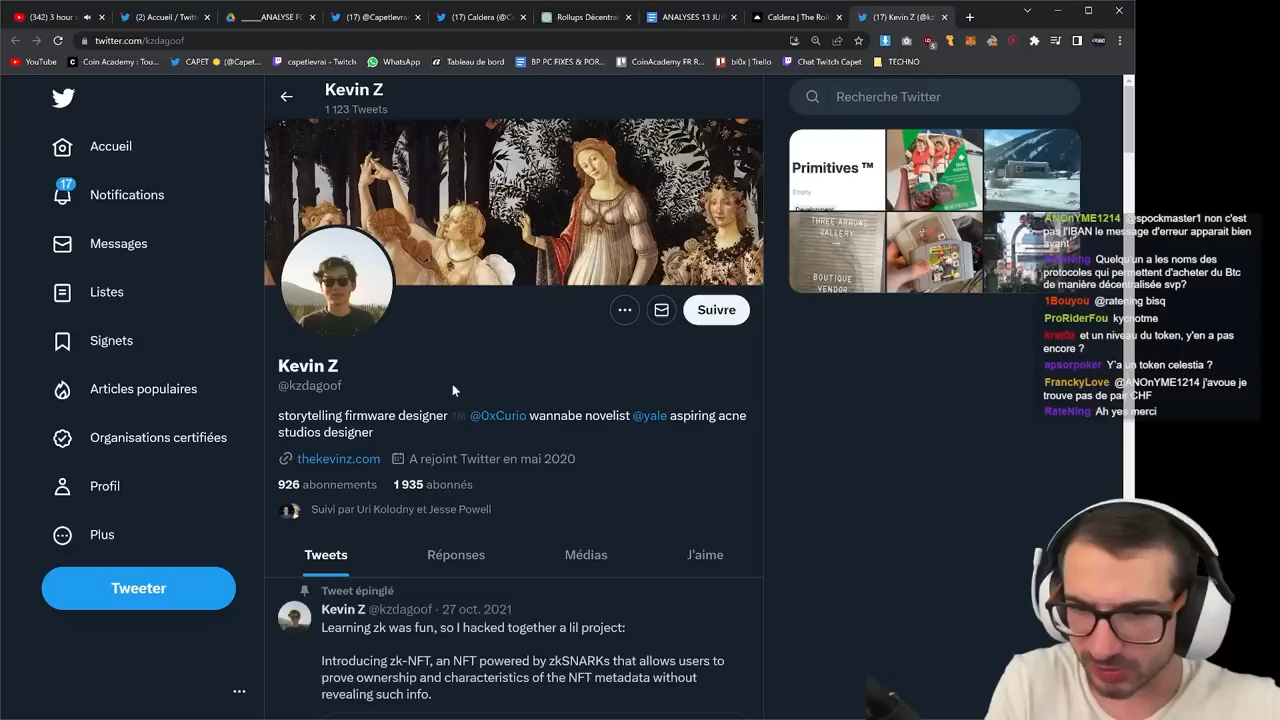 (342) 3 hour
(2) Accueil / Twitt
_____ANALYSE F
(17) @Capetlevrai
(17) Caldera (@C
Rollups Décentral
ANALYSES 13 JUI
Caldera | The Roll
(17) Kevin Z (@kz
twitter.com/kzdagoof
YouTube
Coin Academy : Tou...
CAPET (@Capet...
capetlevrai - Twitch
WhatsApp
Tableau de bord
BP PC FIXES & POR...
CoinAcademy FR R...
bl0x | Trello
Chat Twitch Capet
TECHNO
Kevin Z
1 123 Tweets
Recherche Twitter
Accueil
17
Notifications
Messages
Listes
Signets
Articles populaires
Organisations certifiées
Profil
Plus
Tweeter
Primitives ™
Empty
THREE ARROWS
GALLERY
BOUTIQUE
VENDOR
Suivre
Kevin Z
@kzdagoof
storytelling firmware designer ™ @0xCurio wannabe novelist @yale aspiring acne
studios designer
thekevinz.com A rejoint Twitter en mai 2020
926 abonnements 1 935 abonnés
Suivi par Uri Kolodny et Jesse Powell
Tweets
Réponses
Médias
J'aime
Tweet épinglé
Kevin Z @kzdagoof · 27 oct. 2021
Learning zk was fun, so I hacked together a lil project:
Introducing zk-NFT, an NFT powered by zkSNARKs that allows users to
prove ownership and characteristics of the NFT metadata without
revealing such info.
ANOnYME1214 @spockmaster1 non c'est
pas l'IBAN le message d'erreur apparait bien
avant
RateNing Quelqu'un a les noms des
protocoles qui permettent d'acheter du Btc
de manière décentralisée svp?
1Bouyou @ratening bisq
ProRiderFou kycnotme
et un niveau du token, y'en a pas
encore ?
apsorpoker Y'a un token celestia ?
FranckyLove @ANOnYME1214 j'avoue je
trouve pas de pair CHF
RateNing Ah yes merci